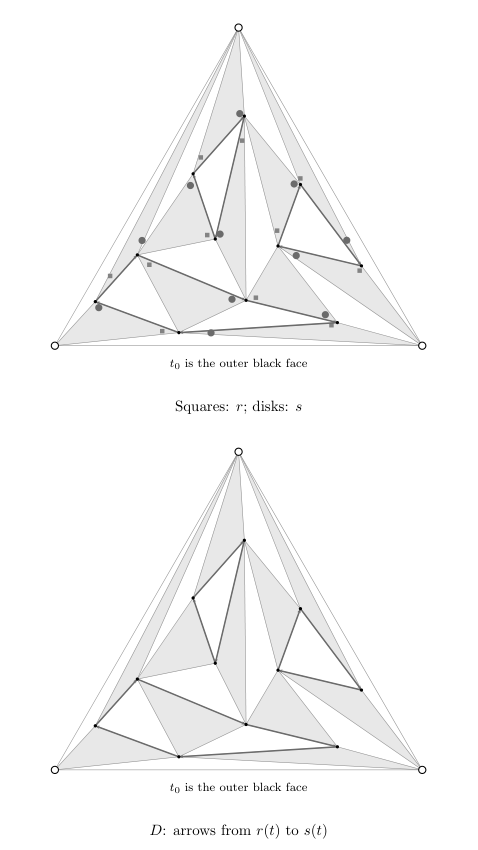 t₀ is the outer black face
Squares: r; disks: s
t₀ is the outer black face
D: arrows from r(t) to s(t)